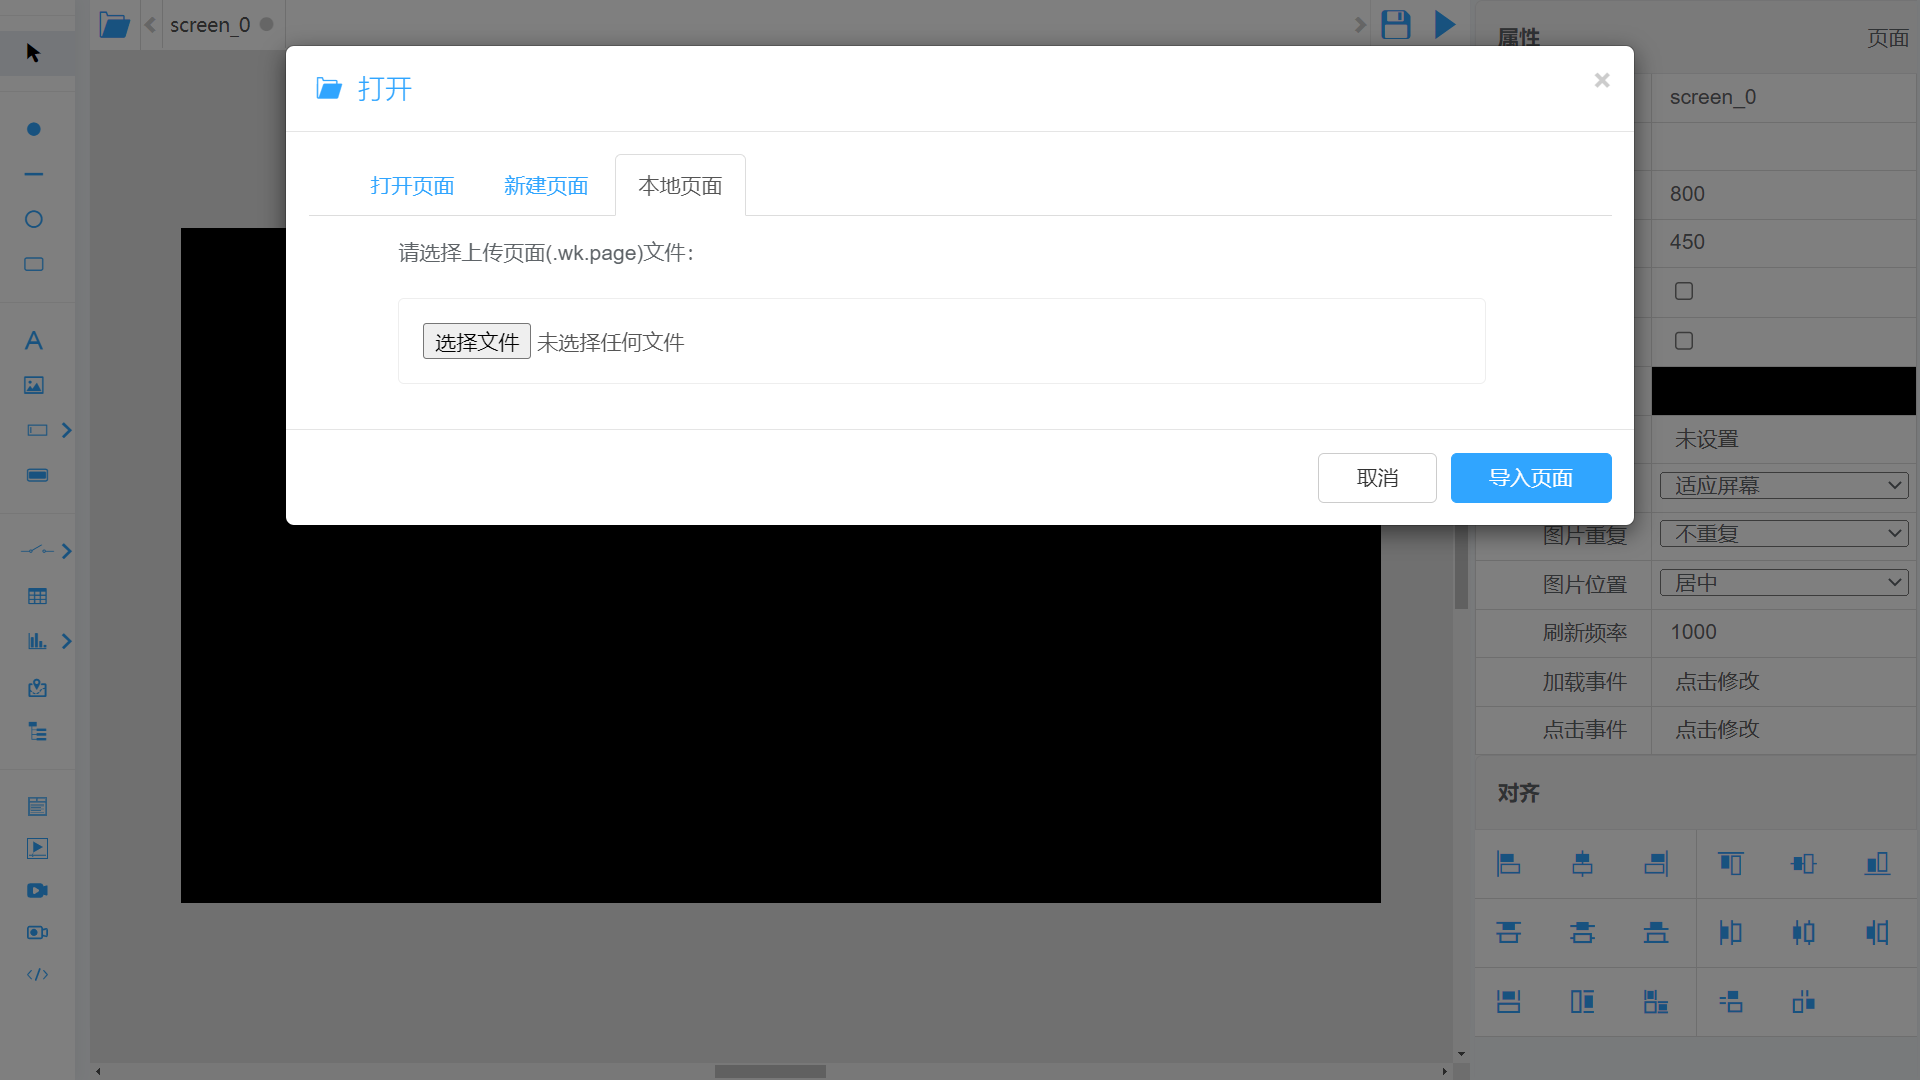 screen_0
属性
页面
打开
screen_0
打开页面
新建页面
本地页面
800
请选择上传页面(.wk.page)文件：
450
选择文件
未选择任何文件
未设置
取消
导入页面
适应屏幕
图片重复
不重复
图片位置
居中
刷新频率
1000
加载事件
点击修改
点击事件
点击修改
对齐